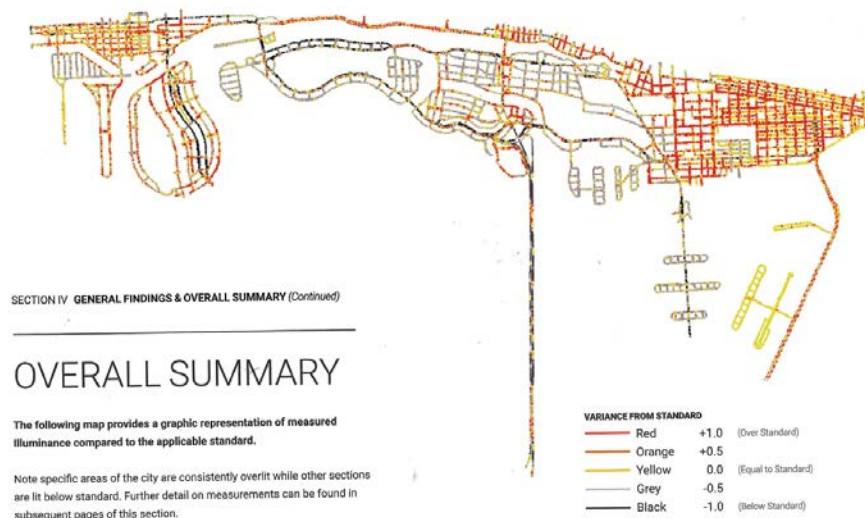 SECTION IV GENERAL FINDINGS & OVERALL SUMMARY (Continued)
OVERALL SUMMARY
The following map provides a graphic representation of measured
Illuminance compared to the applicable standard.
Note specific areas of the city are consistently overlit while other sections
are lit below standard. Further detail on measurements can be found in
subsequent pages of this section.
VARIANCE FROM STANDARD
Red +1.0 (Over Standard)
Orange +0.5
Yellow 0.0 (Equal to Standard)
Grey -0.5
Black -1.0 (Below Standard)